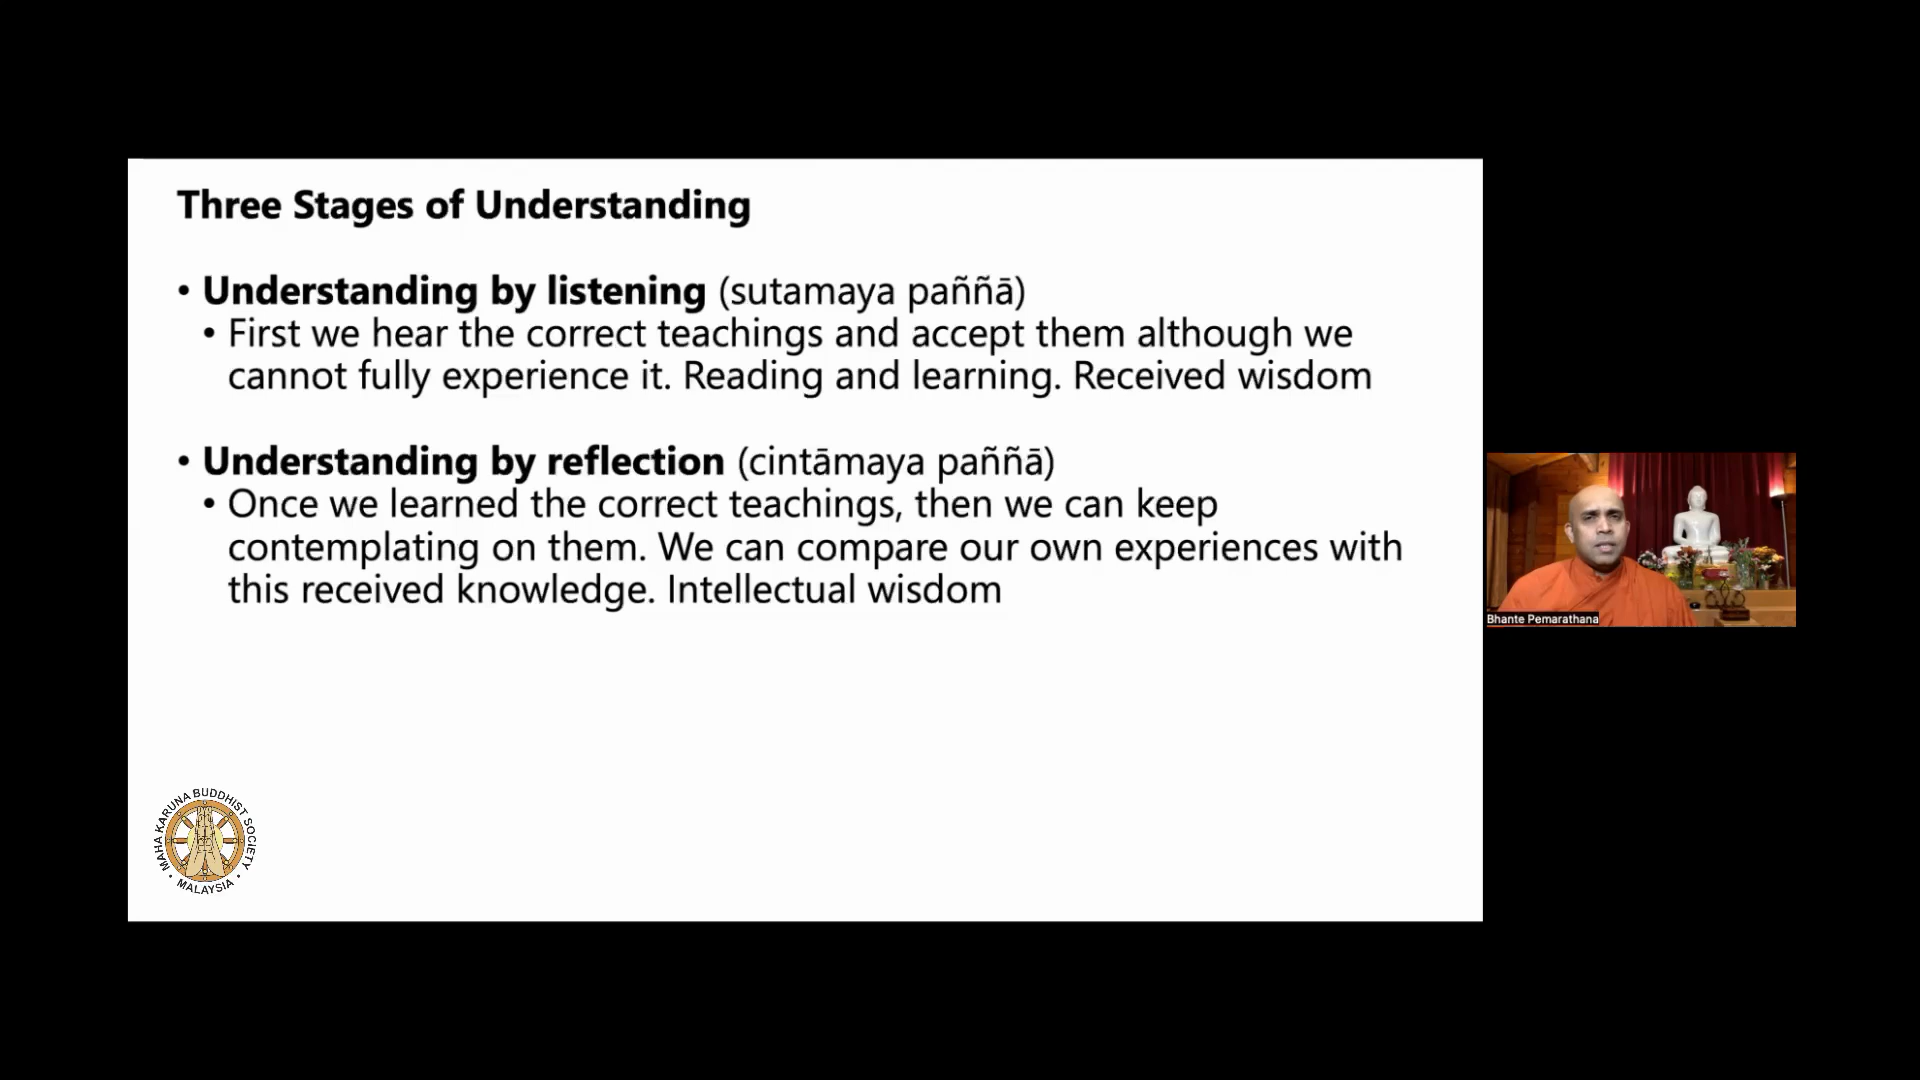 Three Stages of Understanding
• Understanding by listening (sutamaya paññā)
• First we hear the correct teachings and accept them although we
cannot fully experience it. Reading and learning. Received wisdom
• Understanding by reflection (cintāmaya paññā)
• Once we learned the correct teachings, then we can keep
contemplating on them. We can compare our own experiences with
this received knowledge. Intellectual wisdom
Bhante Pemarathana
MAHA KARUNA BUDDHIST SOCIETY
• MALAYSIA •